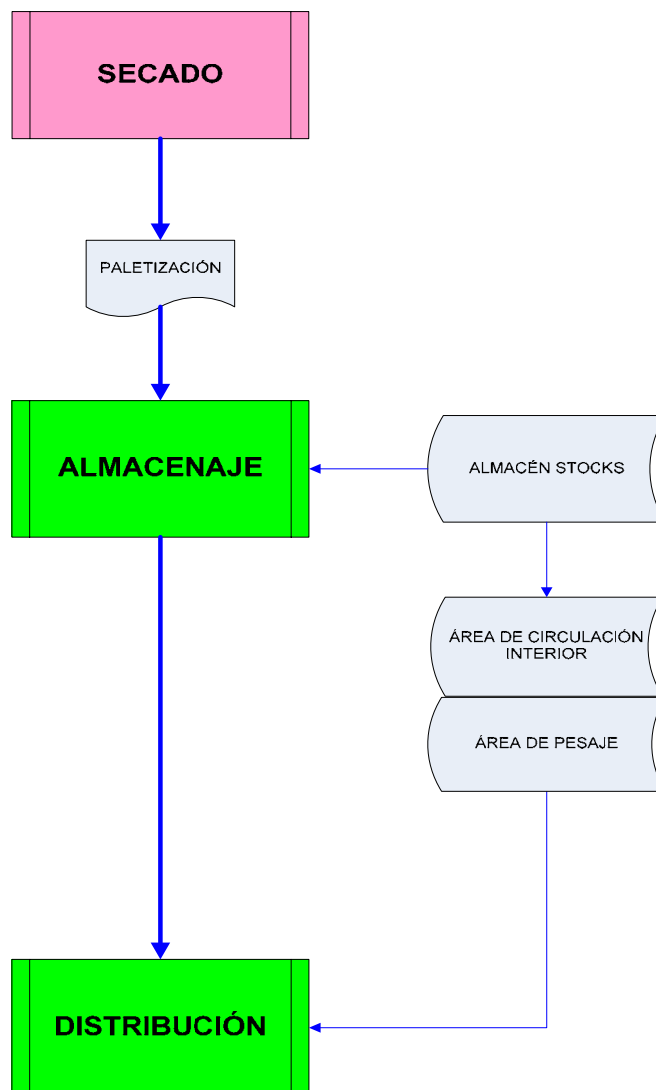 SECADO
PALETIZACIÓN
ALMACENAJE
ALMACÉN STOCKS
ÁREA DE CIRCULACIÓN
INTERIOR
ÁREA DE PESAJE
DISTRIBUCIÓN